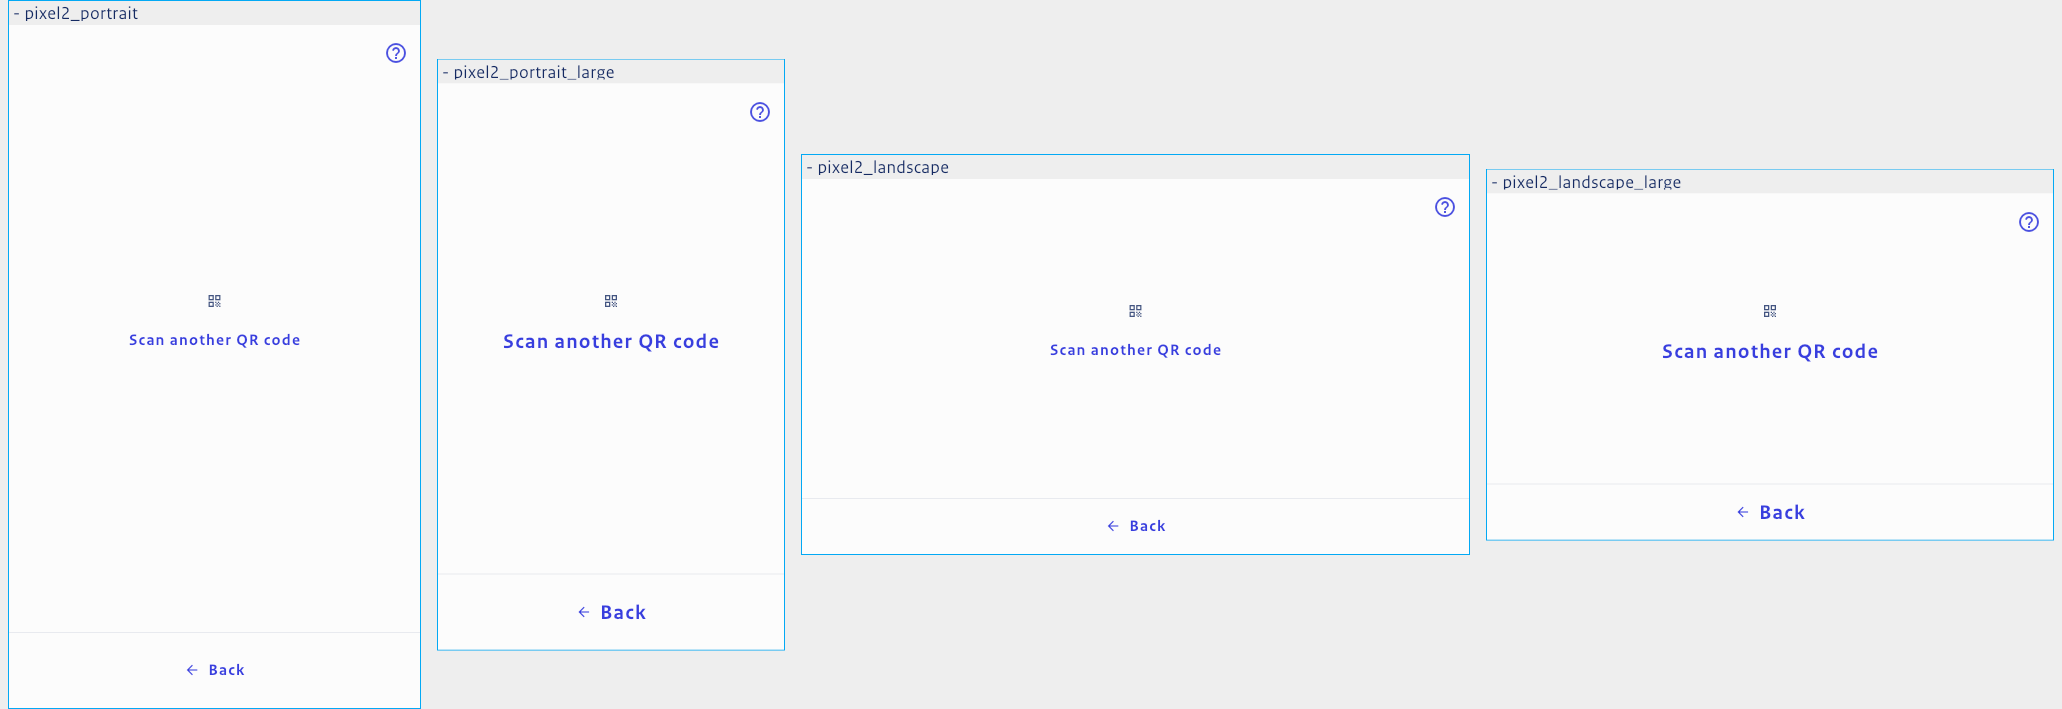 - pixel2_portrait
Scan another QR code
← Back
- pixel2_portrait_large
Scan another QR code
← Back
- pixel2_landscape
Scan another QR code
← Back
- pixel2_landscape_large
Scan another QR code
← Back